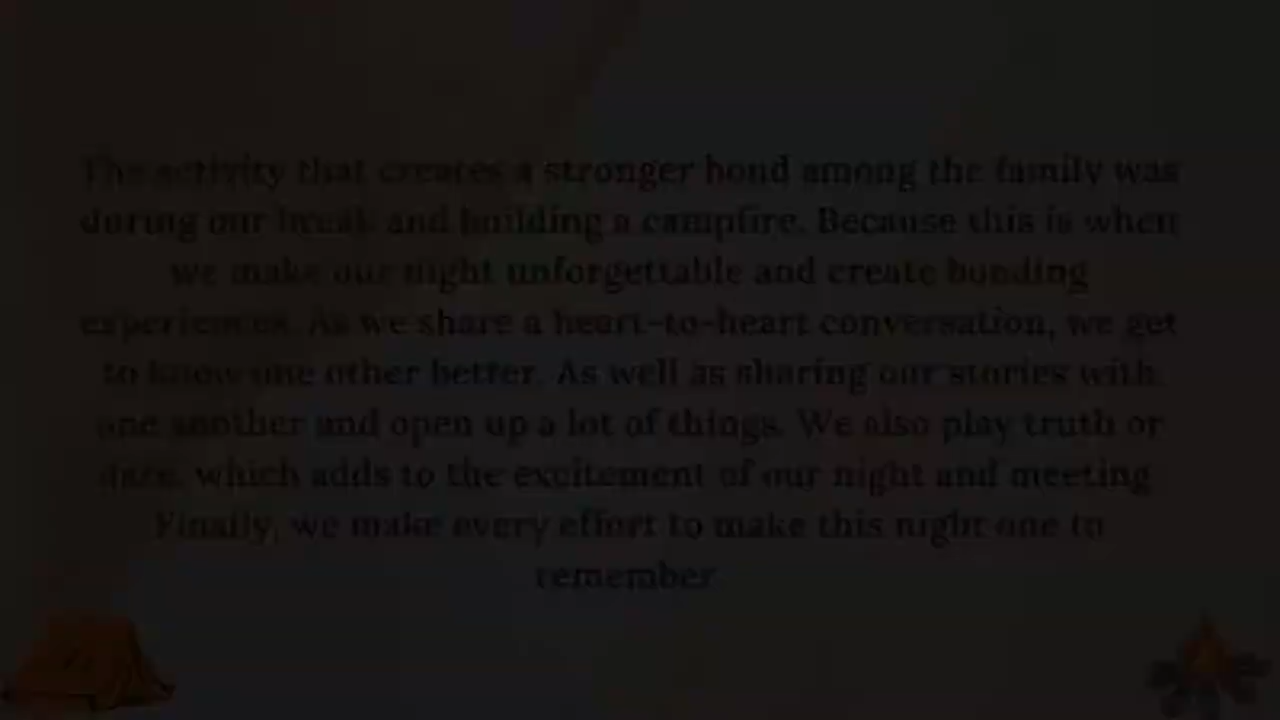 The activity that creates a stronger bond among the family was
during our break and building a campfire. Because this is when
we make our night unforgettable and create bonding
experiences. As we share a heart-to-heart conversation, we get
to know one other better. As well as sharing our stories with
one another and open up a lot of things. We also play truth or
dare, which adds to the excitement of our night and meeting
Finally, we make every effort to make this night one to
remember